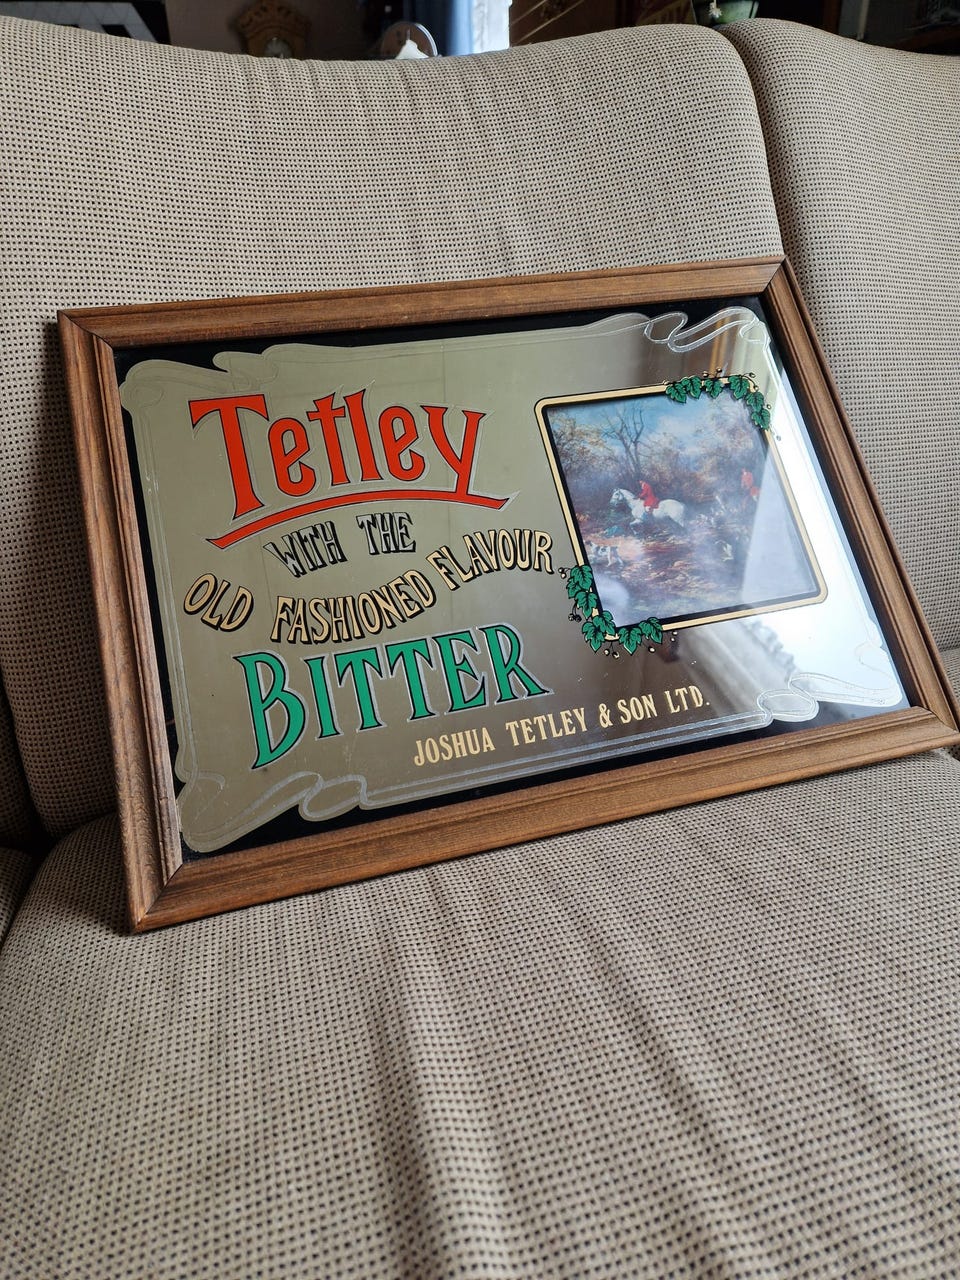 Tetley
WITH THE
OLD FASHIONED FLAVOUR
BITTER
JOSHUA TETLEY & SON LTD.